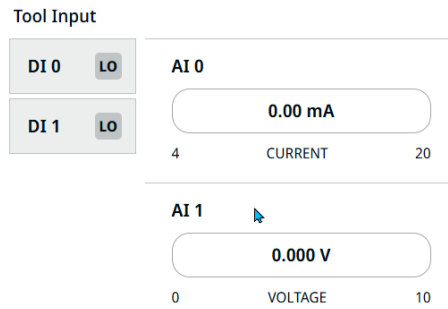 Tool Input
DI 0 LO
DI 1 LO
AI 0
0.00 mA
4 CURRENT 20
AI 1
0.000 V
0 VOLTAGE 10